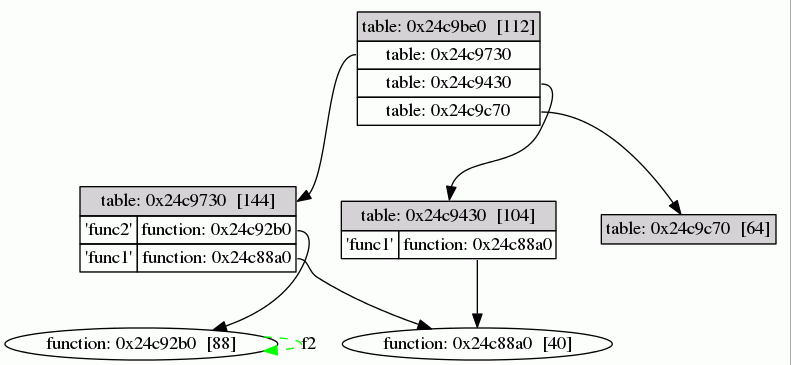 table: 0x24c9be0 [112]
table: 0x24c9730
table: 0x24c9430
table: 0x24c9c70
table: 0x24c9730 [144]
'func2' function: 0x24c92b0
'func1' function: 0x24c88a0
table: 0x24c9430 [104]
'func1' function: 0x24c88a0
table: 0x24c9c70 [64]
function: 0x24c92b0 [88]
f2
function: 0x24c88a0 [40]